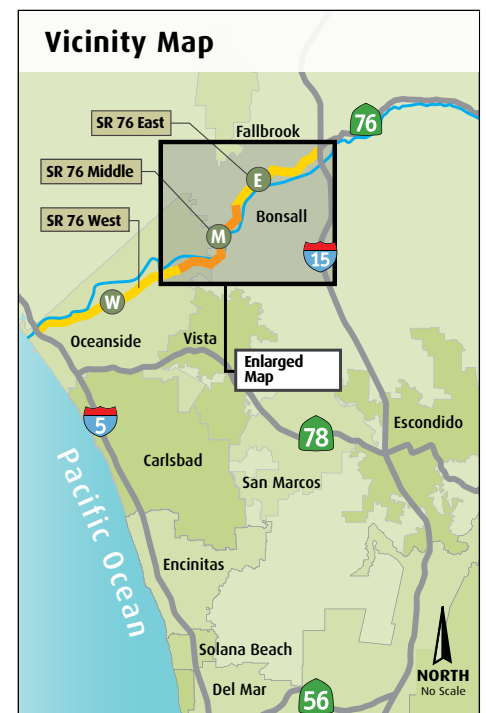 Vicinity Map
SR 76 East
Fallbrook
76
SR 76 Middle
E
Bonsall
SR 76 West
M
15
W
Oceanside
Vista
Enlarged
Map
5
Escondido
78
Carlsbad
San Marcos
Pacific Ocean
Encinitas
Solana Beach
NORTH
No Scale
Del Mar
56